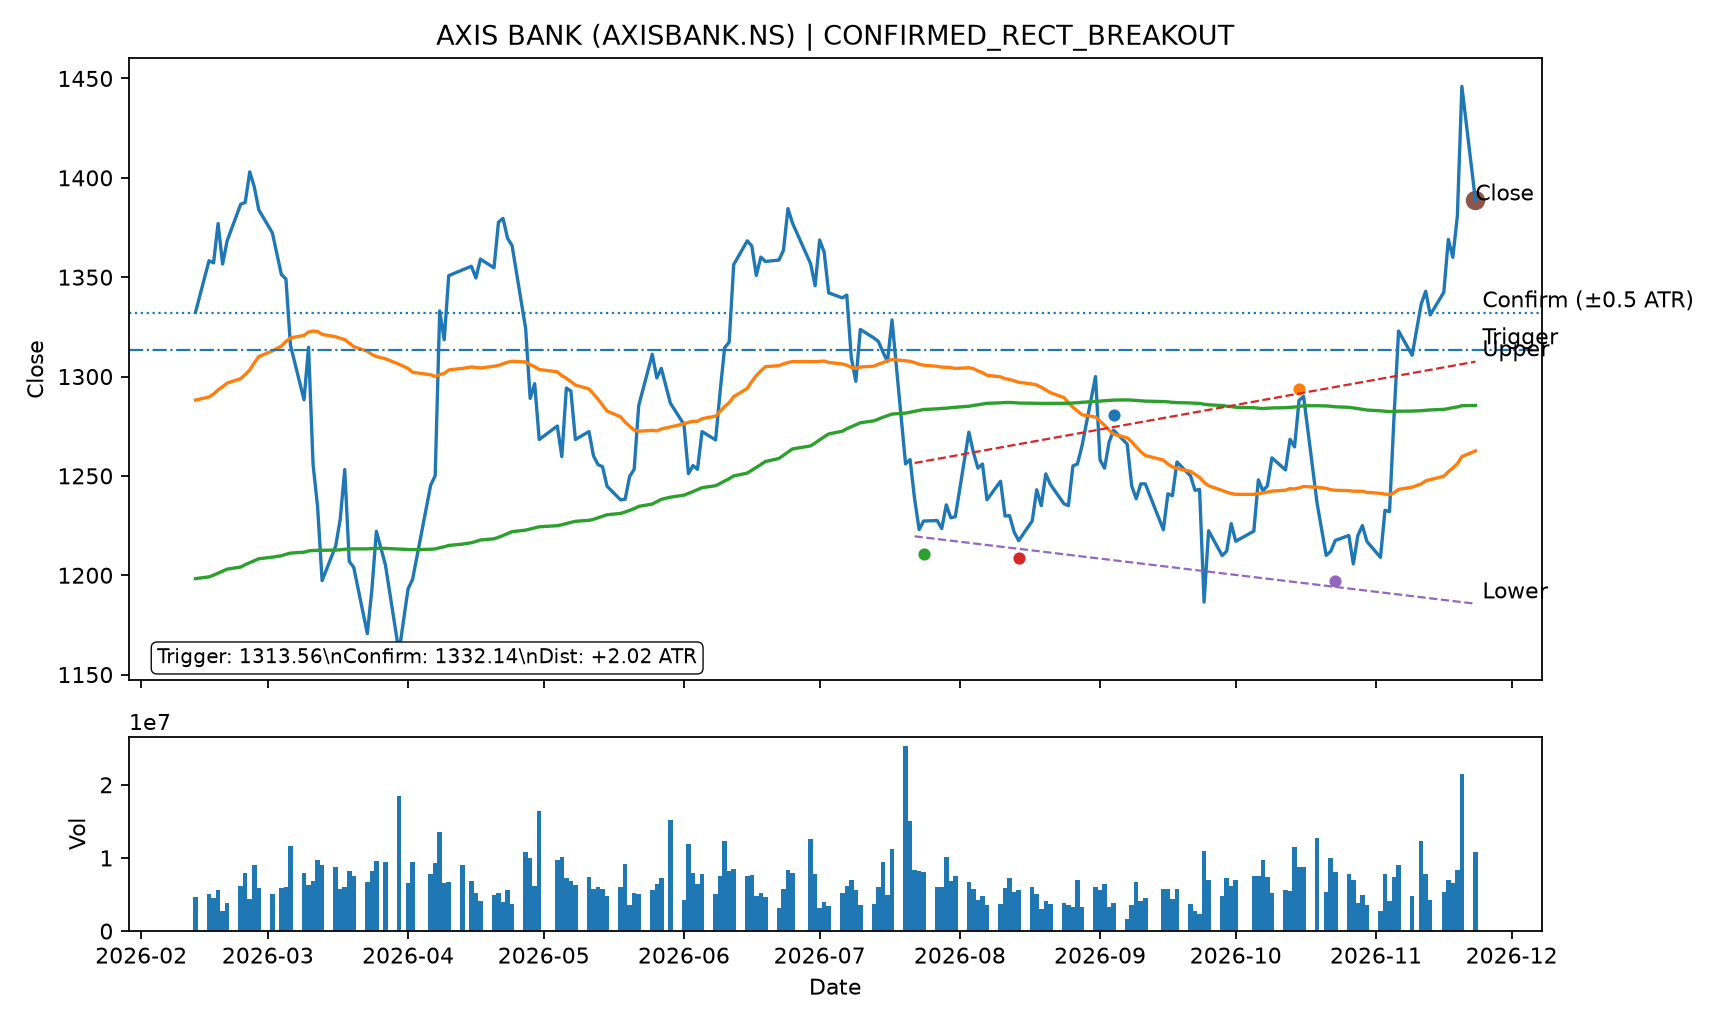 AXIS BANK (AXISBANK.NS) | CONFIRMED_RECT_BREAKOUT
Close
1450
1400
1350
1300
1250
1200
1150
Close
Confirm (±0.5 ATR)
Trigger
Upper
Lower
Trigger: 1313.56\nConfirm: 1332.14\nDist: +2.02 ATR
1e7
Vol
2
1
0
2026-02 2026-03 2026-04 2026-05 2026-06 2026-07 2026-08 2026-09 2026-10 2026-11 2026-12
Date